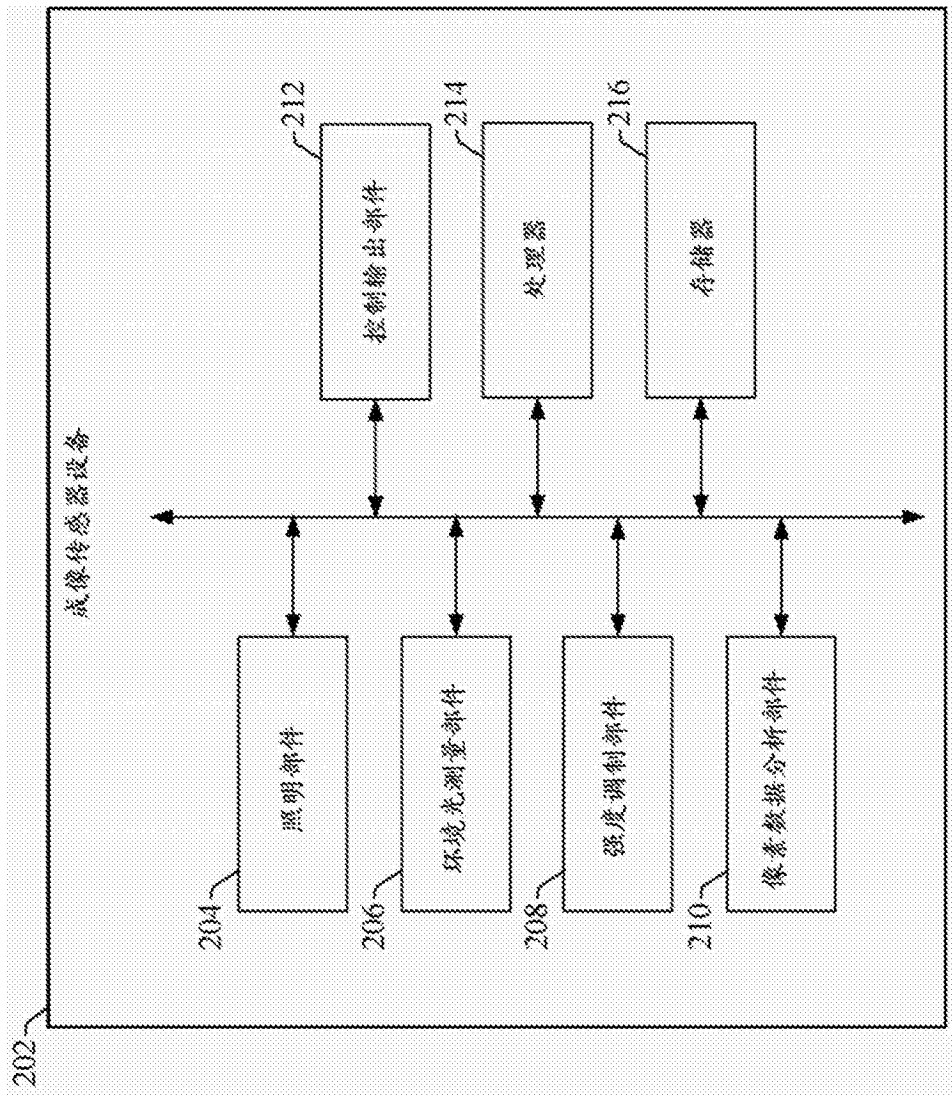 202
成像传感器设备
204
照明部件
206
环境光测量部件
208
强度调制部件
210
像素数据分析部件
212
控制输出部件
214
处理器
216
存储器